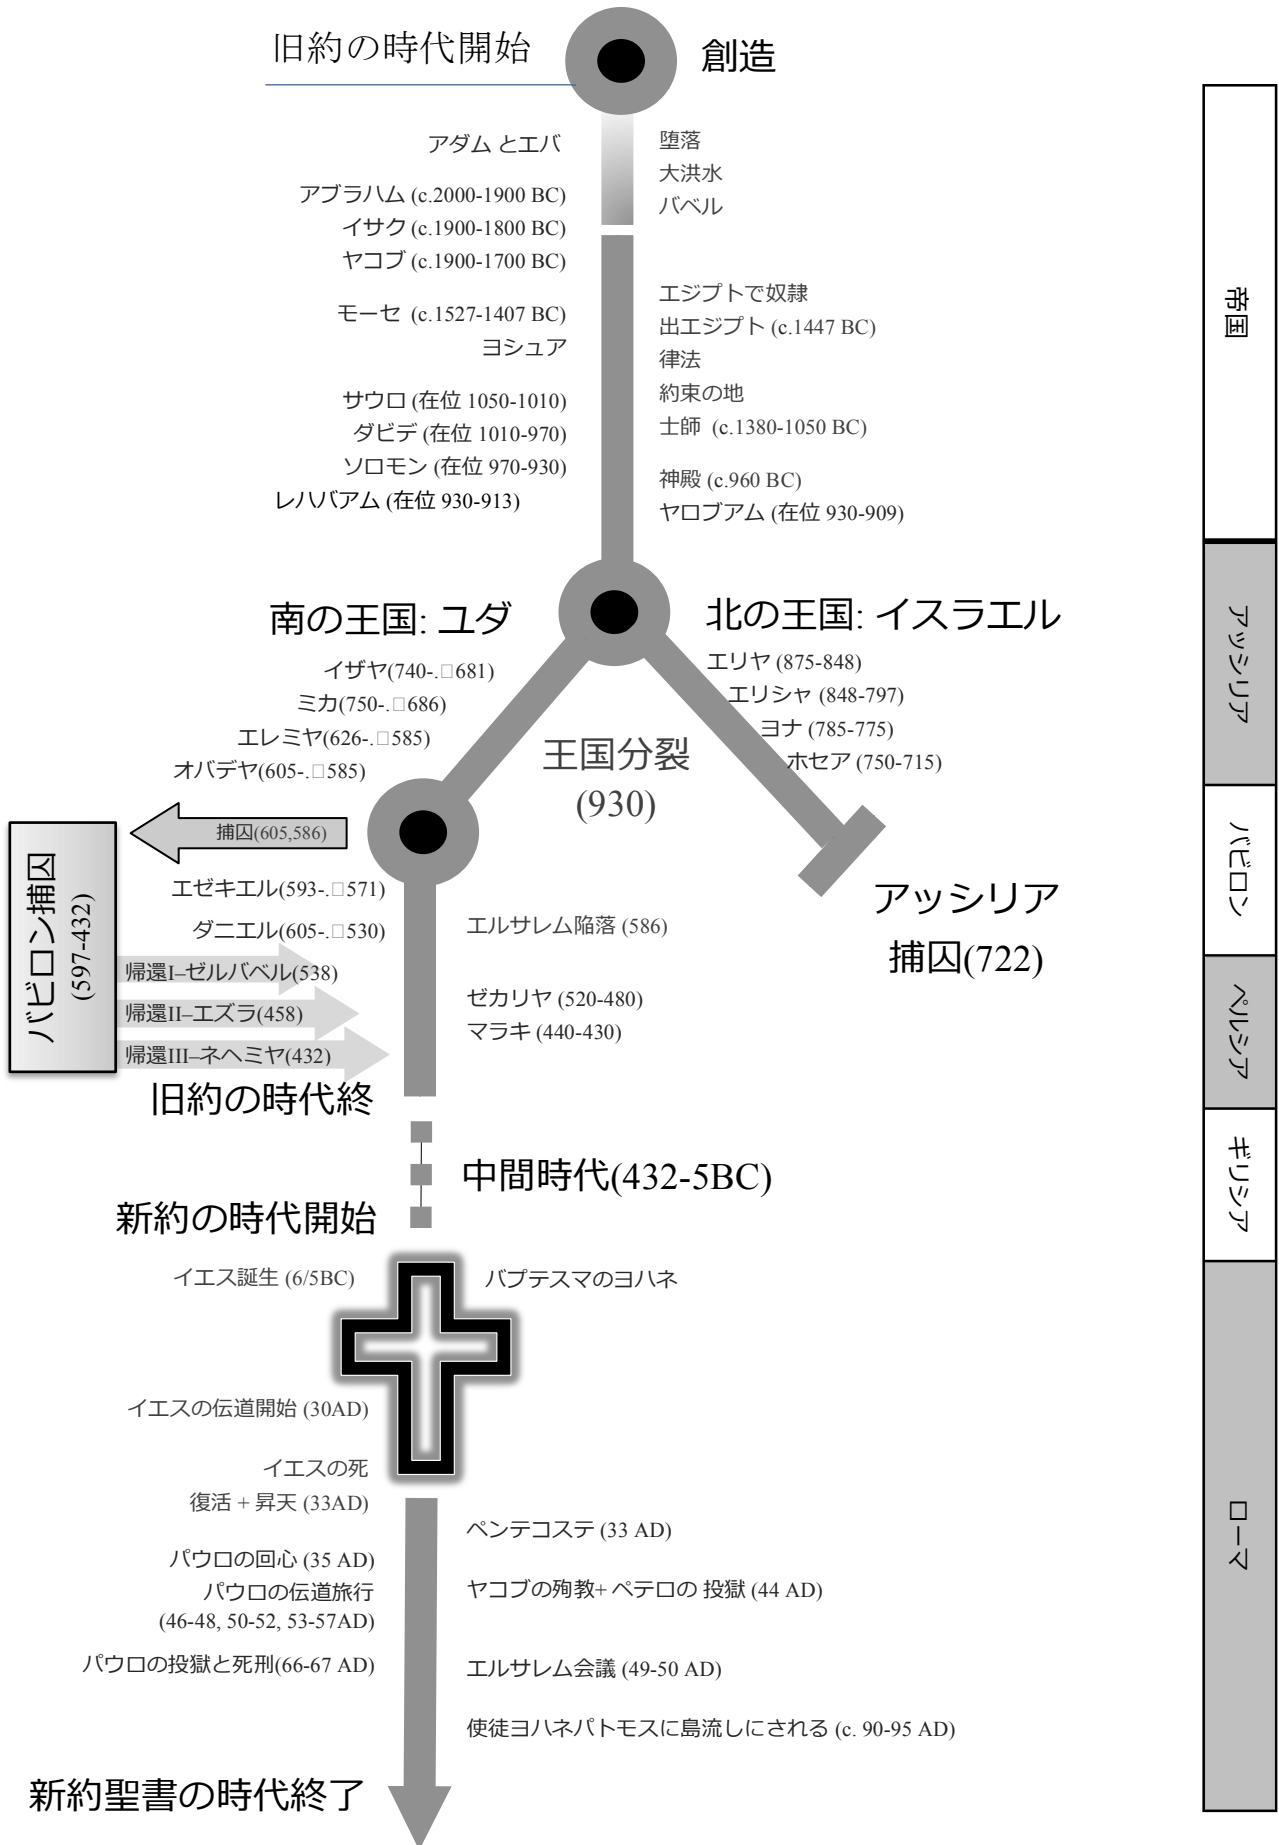 旧約の時代開始
創造
アダム とエバ
アブラハム (c.2000-1900 BC)
イサク (c.1900-1800 BC)
ヤコブ (c.1900-1700 BC)
モーセ (c.1527-1407 BC)
ヨシュア
サウロ (在位 1050-1010)
ダビデ (在位 1010-970)
ソロモン (在位 970-930)
レハバアム (在位 930-913)
堕落
大洪水
バベル
エジプトで奴隷
出エジプト (c.1447 BC)
律法
約束の地
士師 (c.1380-1050 BC)
神殿 (c.960 BC)
ヤロブアム (在位 930-909)
南の王国: ユダ
イザヤ(740-.□681)
ミカ(750-.□686)
エレミヤ(626-.□585)
オバデヤ(605-.□585)
王国分裂
(930)
北の王国: イスラエル
エリヤ (875-848)
エリシャ (848-797)
ヨナ (785-775)
ホセア (750-715)
アッシリア
捕囚(722)
捕囚(605,586)
バビロン捕囚
(597-432)
エゼキエル(593-.□571)
ダニエル(605-.□530)
帰還I–ゼルバベル(538)
帰還II–エズラ(458)
帰還III–ネヘミヤ(432)
エルサレム陥落 (586)
ゼカリヤ (520-480)
マラキ (440-430)
旧約の時代終
中間時代(432-5BC)
新約の時代開始
イエス誕生 (6/5BC)
バプテスマのヨハネ
イエスの伝道開始 (30AD)
イエスの死
復活 + 昇天 (33AD)
パウロの回心 (35 AD)
パウロの伝道旅行
(46-48, 50-52, 53-57AD)
パウロの投獄と死刑(66-67 AD)
ペンテコステ (33 AD)
ヤコブの殉教+ ペテロの 投獄 (44 AD)
エルサレム会議 (49-50 AD)
使徒ヨハネパトモスに島流しにされる (c. 90-95 AD)
新約聖書の時代終了
帝国
アッシリア
バビロン
ペルシア
ギリシア
ローマ